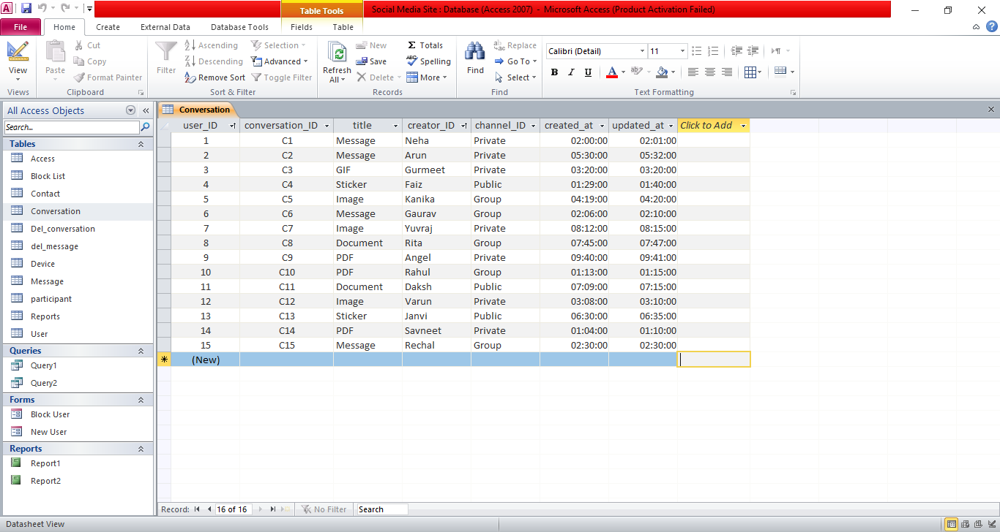 Table Tools
Social Media Site : Database (Access 2007) - Microsoft Access (Product Activation Failed)
File Home Create External Data Database Tools Fields Table
View
Views
Paste
Cut
Copy
Format Painter
Clipboard
Filter
Ascending
Descending
Remove Sort
Selection
Advanced
Toggle Filter
Sort & Filter
Refresh
All
New
Save
Delete
Totals
Spelling
More
Records
Find
Replace
Go To
Select
Find
Calibri (Detail) 11
B I U A ab
Text Formatting
All Access Objects
Search...
Tables
Access
Block List
Contact
Conversation
Del_conversation
del_message
Device
Message
participant
Reports
User
Queries
Query1
Query2
Forms
Block User
New User
Reports
Report1
Report2
Conversation
user_ID conversation_ID title creator_ID channel_ID created_at updated_at Click to Add
1 C1 Message Neha Private 02:00:00 02:01:00
2 C2 Message Arun Private 05:30:00 05:32:00
3 C3 GIF Gurmeet Private 03:20:00 03:20:00
4 C4 Sticker Faiz Public 01:29:00 01:40:00
5 C5 Image Kanika Group 04:19:00 04:20:00
6 C6 Message Gaurav Group 02:06:00 02:10:00
7 C7 Image Yuvraj Private 08:12:00 08:15:00
8 C8 Document Rita Group 07:45:00 07:47:00
9 C9 PDF Angel Private 09:40:00 09:41:00
10 C10 PDF Rahul Group 01:13:00 01:15:00
11 C11 Document Daksh Public 07:09:00 07:15:00
12 C12 Image Varun Private 03:08:00 03:10:00
13 C13 Sticker Janvi Public 06:30:00 06:35:00
14 C14 PDF Savneet Private 01:04:00 01:10:00
15 C15 Message Rechal Group 02:30:00 02:30:00
(New)
Record: 16 of 16 No Filter Search
Datasheet View